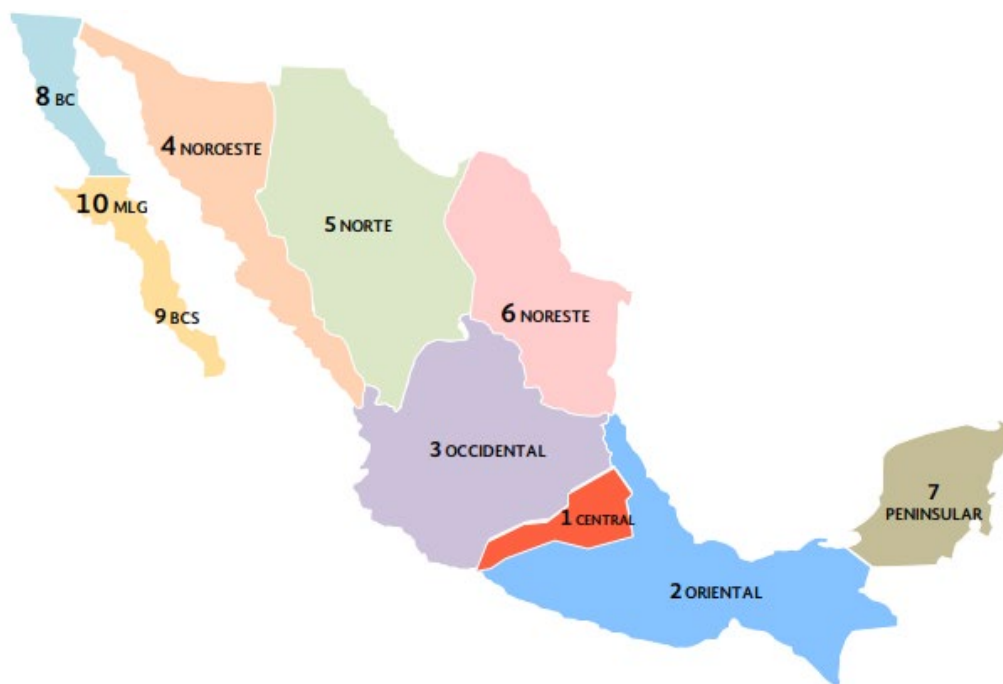 8 BC
4 NOROESTE
10 MLG
5 NORTE
9 BCS
6 NORESTE
3 OCCIDENTAL
7
PENINSULAR
1 CENTRAL
2 ORIENTAL